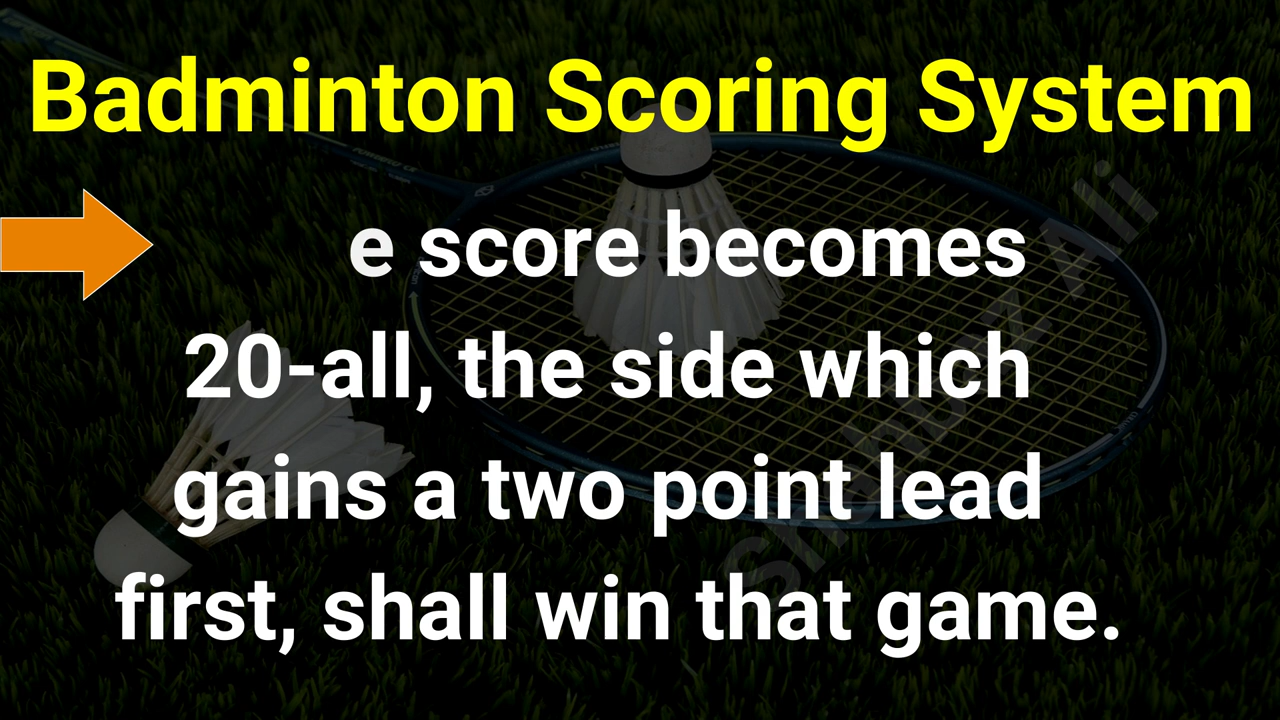 Badminton Scoring System
e score becomes
20-all, the side which
gains a two point lead
first, shall win that game.